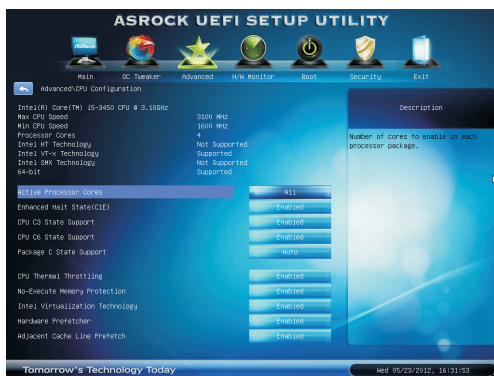 ASROCK UEFI SETUP UTILITY
ASRock
Main OC Tweaker Advanced H/W Monitor Boot Security Exit
Advanced\CPU Configuration
Description
Intel(R) Core(TM) i5-3450 CPU @ 3.10GHz
Max CPU Speed 3100 MHz
Min CPU Speed 1600 MHz
Processor Cores 4
Intel HT Technology Not Supported
Intel VT-x Technology Supported
Intel SMX Technology Not Supported
64-bit Supported
Number of cores to enable in each
processor package.
Active Processor Cores All
Enhanced Halt State(C1E) Enabled
CPU C3 State Support Enabled
CPU C6 State Support Enabled
Package C State Support Auto
CPU Thermal Throttling Enabled
No-Execute Memory Protection Enabled
Intel Virtualization Technology Enabled
Hardware Prefetcher Enabled
Adjacent Cache Line Prefetch Enabled
Tomorrow's Technology Today
Wed 05/23/2012, 16:31:53